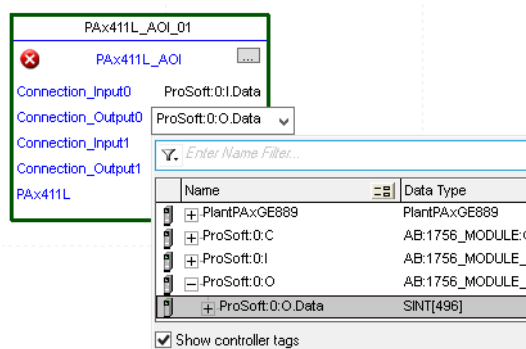 PAx411L_AOI_01
PAx411L_AOI ...
Connection_Input0 ProSoft:0:I.Data
Connection_Output0 ProSoft:0:O.Data
Connection_Input1
Connection_Output1
PAx411L
Enter Name Filter...
Name Data Type
PlantPAxGE889 PlantPAxGE889
ProSoft:0:C AB:1756_MODULE:
ProSoft:0:I AB:1756_MODULE_
ProSoft:0:O AB:1756_MODULE_
ProSoft:0:O.Data SINT[496]
Show controller tags